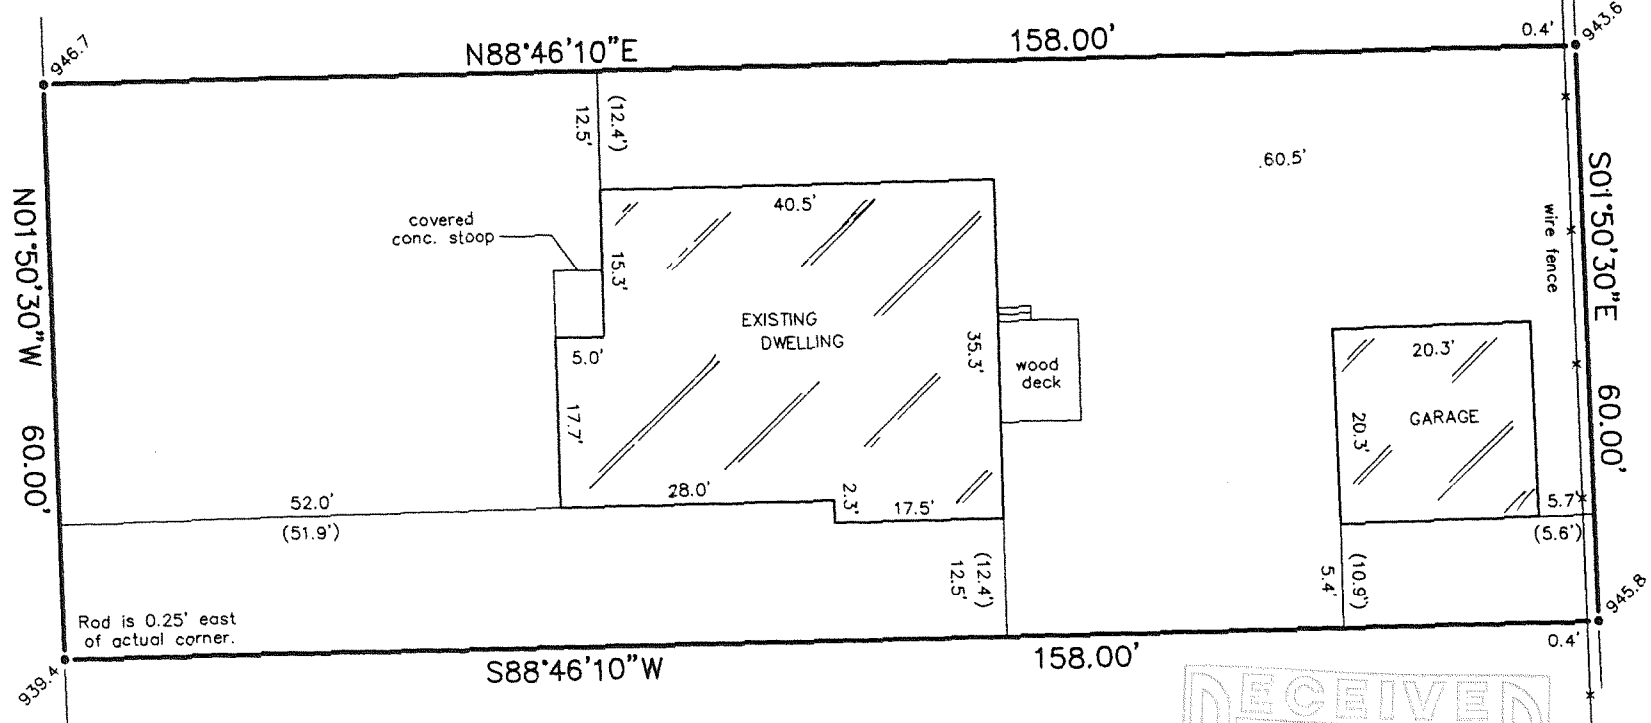 946.7
N88°46'10"E
158.00'
0.4'
943.6
12.5'
(12.4')
.60.5'
40.5'
covered
conc. stoop
15.3'
N01°50'30"W
60.00'
S01°50'30"E
60.00'
wire fence
EXISTING
DWELLING
5.0'
35.3'
wood
deck
20.3'
GARAGE
20.3'
17.7'
28.0'
2.3'
17.5'
52.0'
(51.9')
5.7'
(5.6')
(12.4')
12.5'
(10.9')
5.4'
Rod is 0.25' east
of actual corner.
939.4
S88°46'10"W
158.00'
0.4'
945.8
RECEIVED